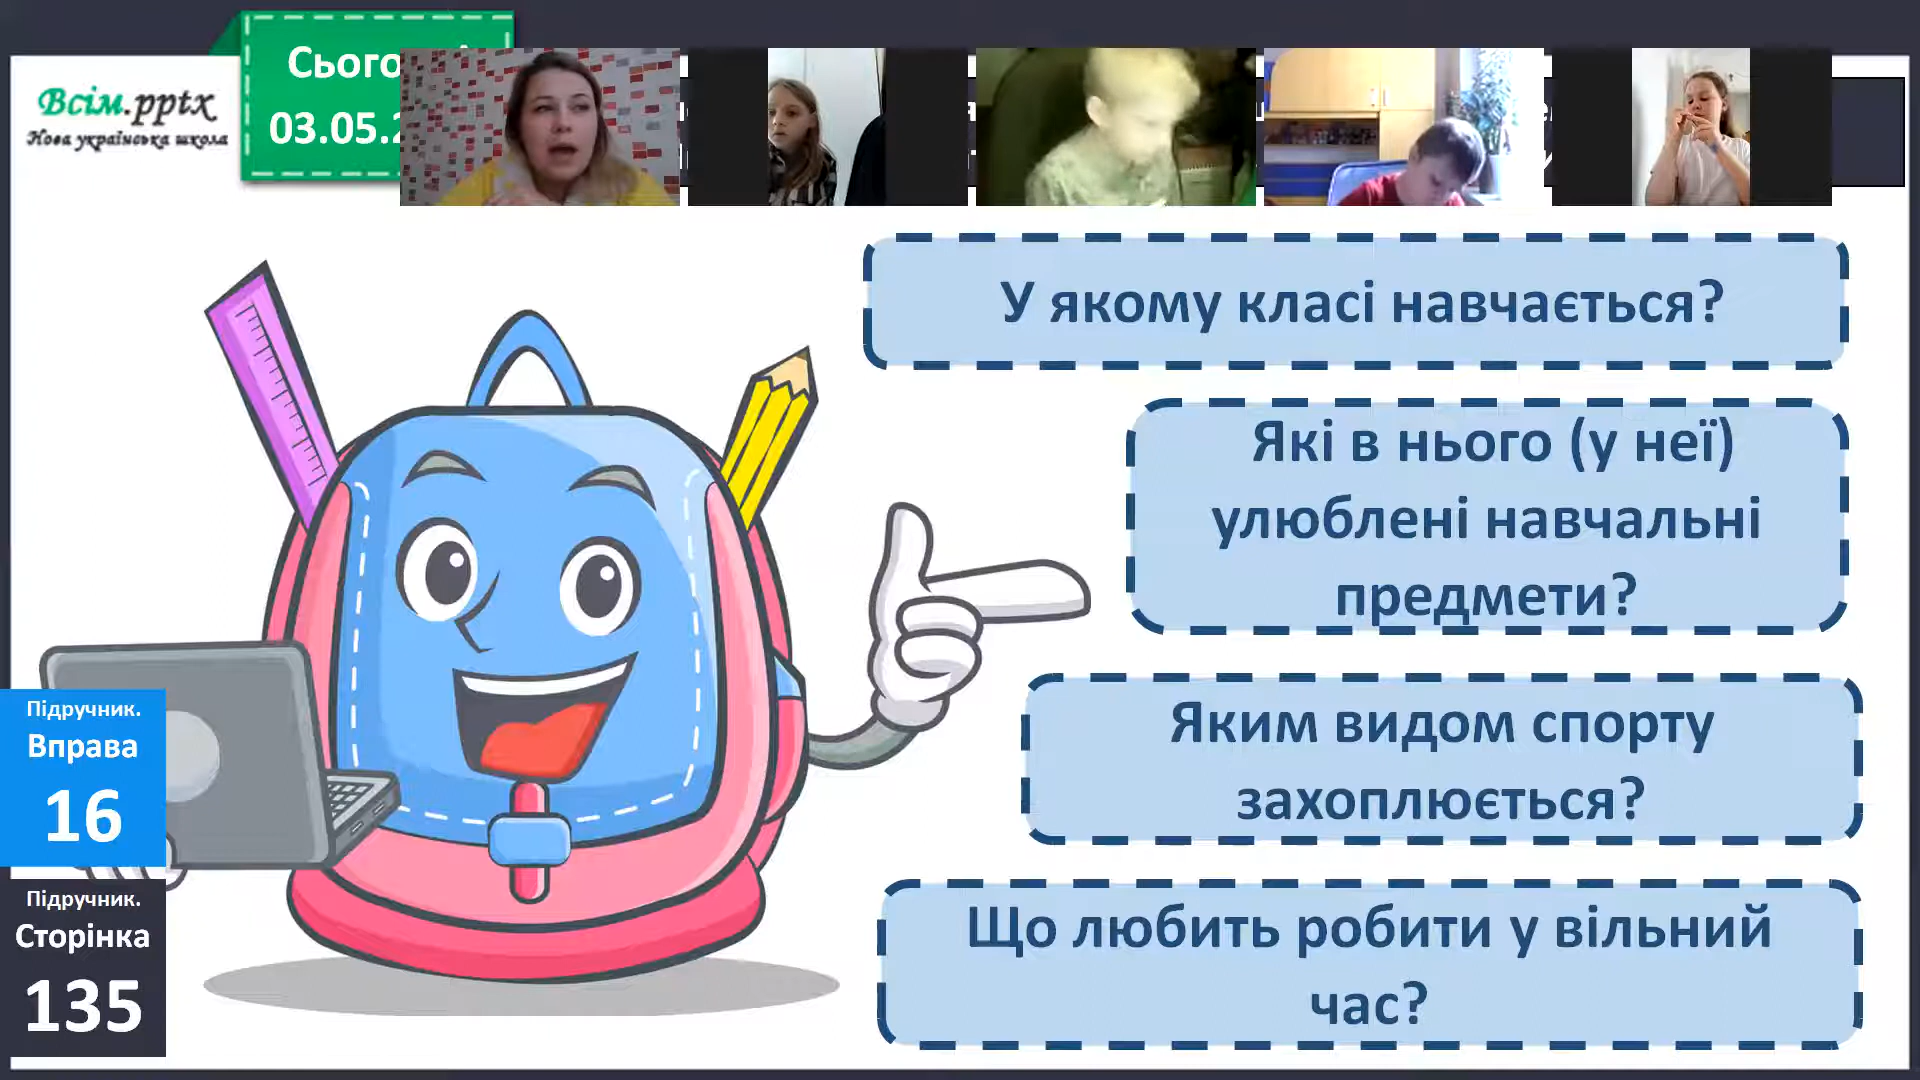 Всім.pptx
Нова українська школа
03.05.2
У якому класі навчається?
Які в нього (у неї)
улюблені навчальні
предмети?
Яким видом спорту
захоплюється?
Що любить робити у вільний
час?
Підручник.
Вправа
16
Підручник.
Сторінка
135